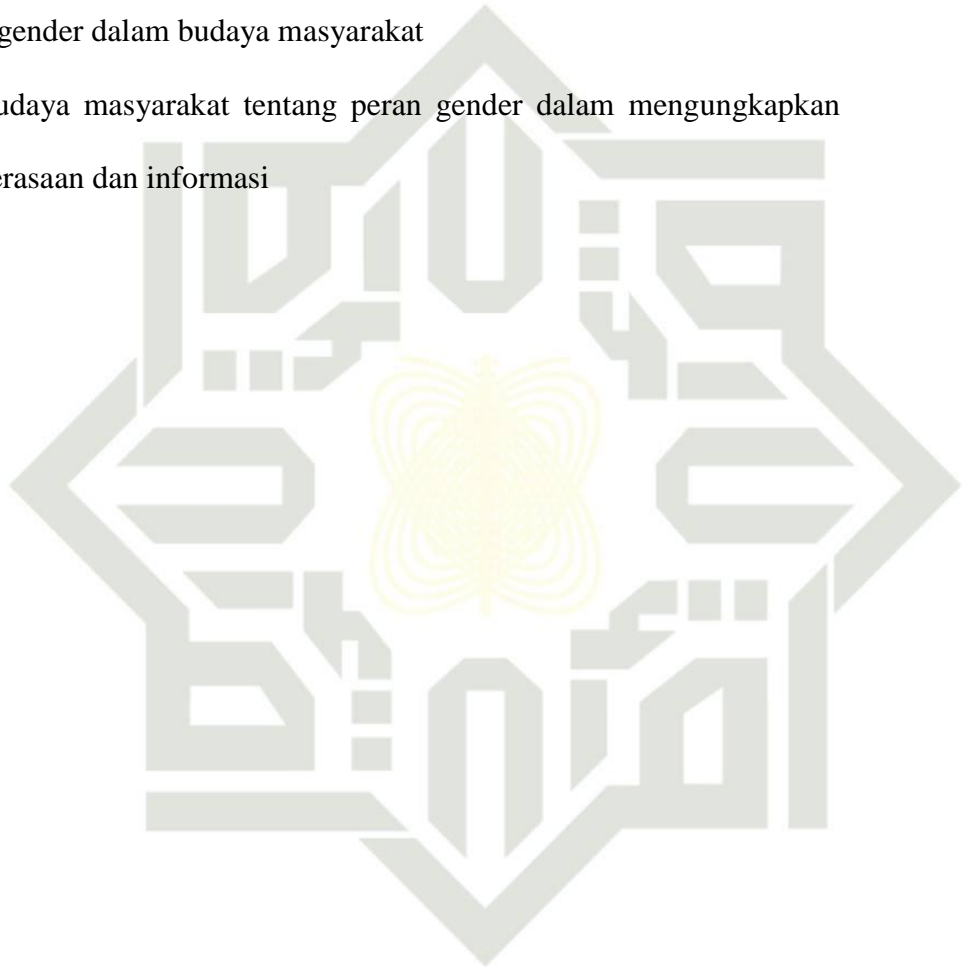 gender dalam budaya masyarakat
udaya masyarakat tentang peran gender dalam mengungkapkan
erasaan dan informasi